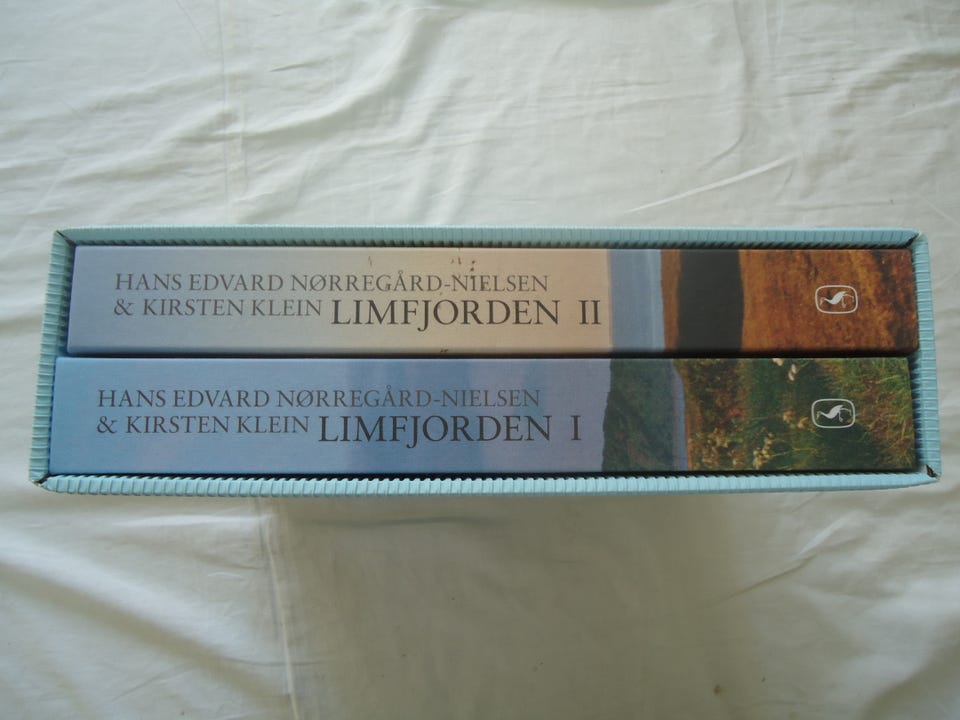 HANS EDVARD NØRREGÅRD-NIELSEN
& KIRSTEN KLEIN LIMFJORDEN II
HANS EDVARD NØRREGÅRD-NIELSEN
& KIRSTEN KLEIN LIMFJORDEN I